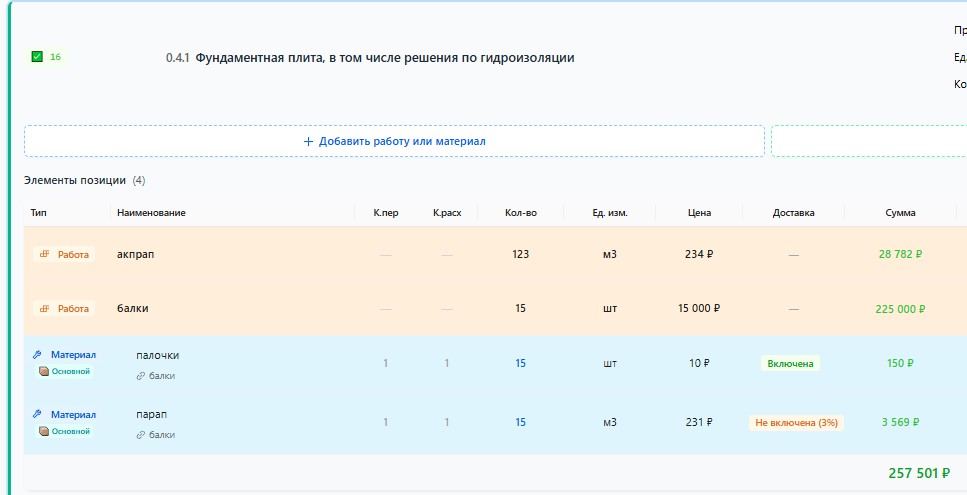 Пр
16
0.4.1 Фундаментная плита, в том числе решения по гидроизоляции
Ед.
Ко
+ Добавить работу или материал
Элементы позиции (4)
Тип Наименование К.пер К.расх Кол-во Ед. изм. Цена Доставка Сумма
Работа акпрап — — 123 м3 234 ₽ — 28 782 ₽
Работа балки — — 15 шт 15 000 ₽ — 225 000 ₽
Материал палочки 1 1 15 шт 10 ₽ Включена 150 ₽
Основной балки
Материал парап 1 1 15 м3 231 ₽ Не включена (3%) 3 569 ₽
Основной балки
257 501 ₽